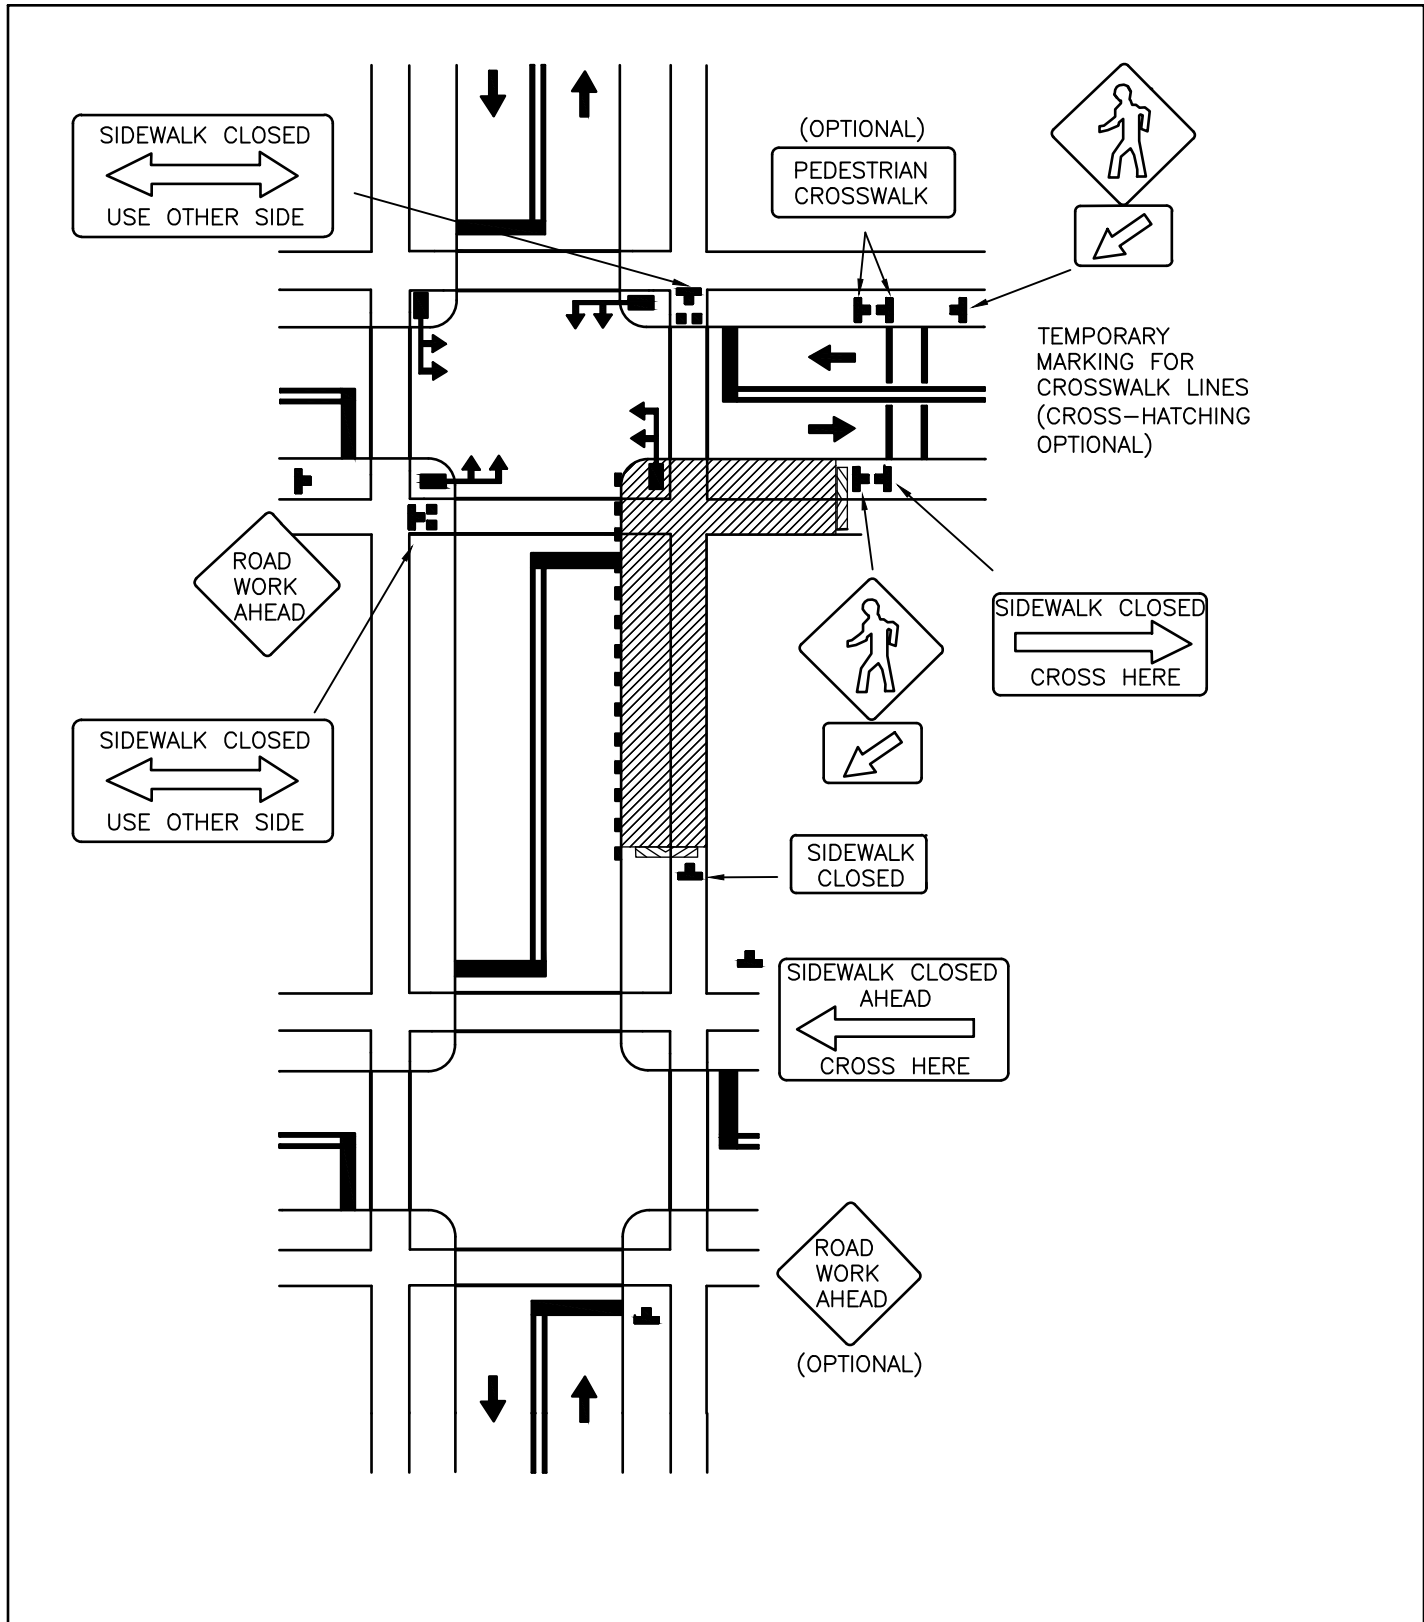 SIDEWALK CLOSED
USE OTHER SIDE
(OPTIONAL)
PEDESTRIAN
CROSSWALK
TEMPORARY
MARKING FOR
CROSSWALK LINES
(CROSS-HATCHING
OPTIONAL)
ROAD
WORK
AHEAD
SIDEWALK CLOSED
CROSS HERE
SIDEWALK CLOSED
USE OTHER SIDE
SIDEWALK
CLOSED
SIDEWALK CLOSED
AHEAD
CROSS HERE
ROAD
WORK
AHEAD
(OPTIONAL)